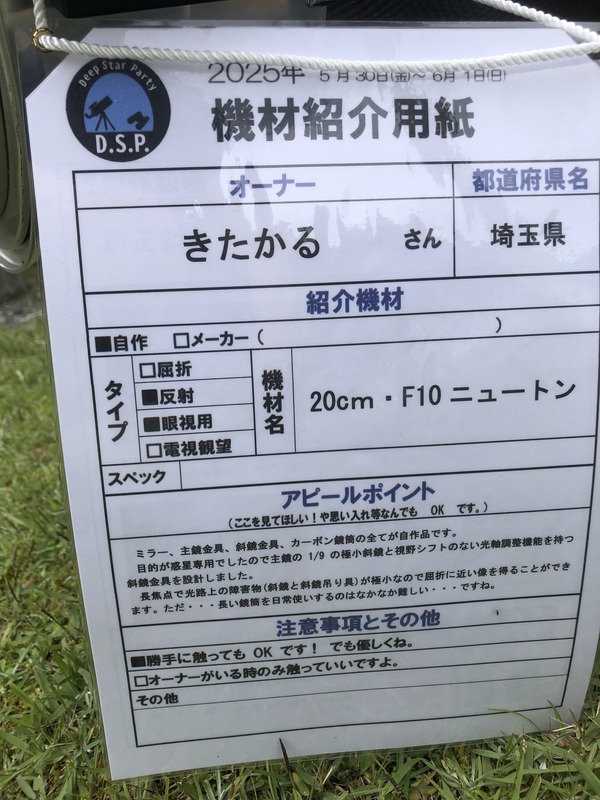 Deep Star Party
D.S.P.
2025年 5月30日(金)～ 6月1日(日)
機材紹介用紙
オーナー 都道府県名
きたかる さん 埼玉県
紹介機材
■自作 □メーカー ( )
タイプ
□屈折
■反射
■眼視用
□電視観望
機材名
20cm・F10 ニュートン
スペック
アピールポイント
(ここを見てほしい！や思い入れ等なんでも OK です。)
ミラー、主鏡金具、斜鏡金具、カーボン鏡筒の全てが自作品です。
目的が惑星専用でしたので主鏡の 1/9 の極小斜鏡と視野シフトのない光軸調整機能を持つ
斜鏡金具を設計しました。
長焦点で光路上の障害物(斜鏡と斜鏡吊り具)が極小なので屈折に近い像を得ることができ
ます。ただ・・・長い鏡筒を日常使いするのはなかなか難しい・・・ですね。
注意事項とその他
■勝手に触っても OK です！ でも優しくね。
□オーナーがいる時のみ触っていいですよ。
その他